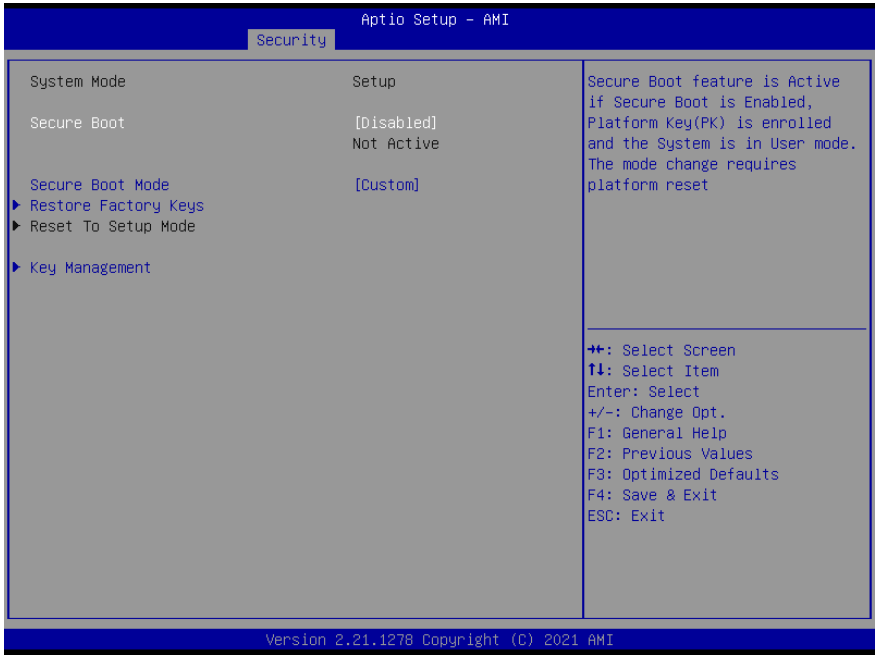 Aptio Setup – AMI
Security
System Mode Setup
Secure Boot [Disabled]
Not Active
Secure Boot Mode [Custom]
Restore Factory Keys
Reset To Setup Mode
Key Management
Secure Boot feature is Active
if Secure Boot is Enabled,
Platform Key(PK) is enrolled
and the System is in User mode.
The mode change requires
platform reset
→←: Select Screen
↑↓: Select Item
Enter: Select
+/-: Change Opt.
F1: General Help
F2: Previous Values
F3: Optimized Defaults
F4: Save & Exit
ESC: Exit
Version 2.21.1278 Copyright (C) 2021 AMI